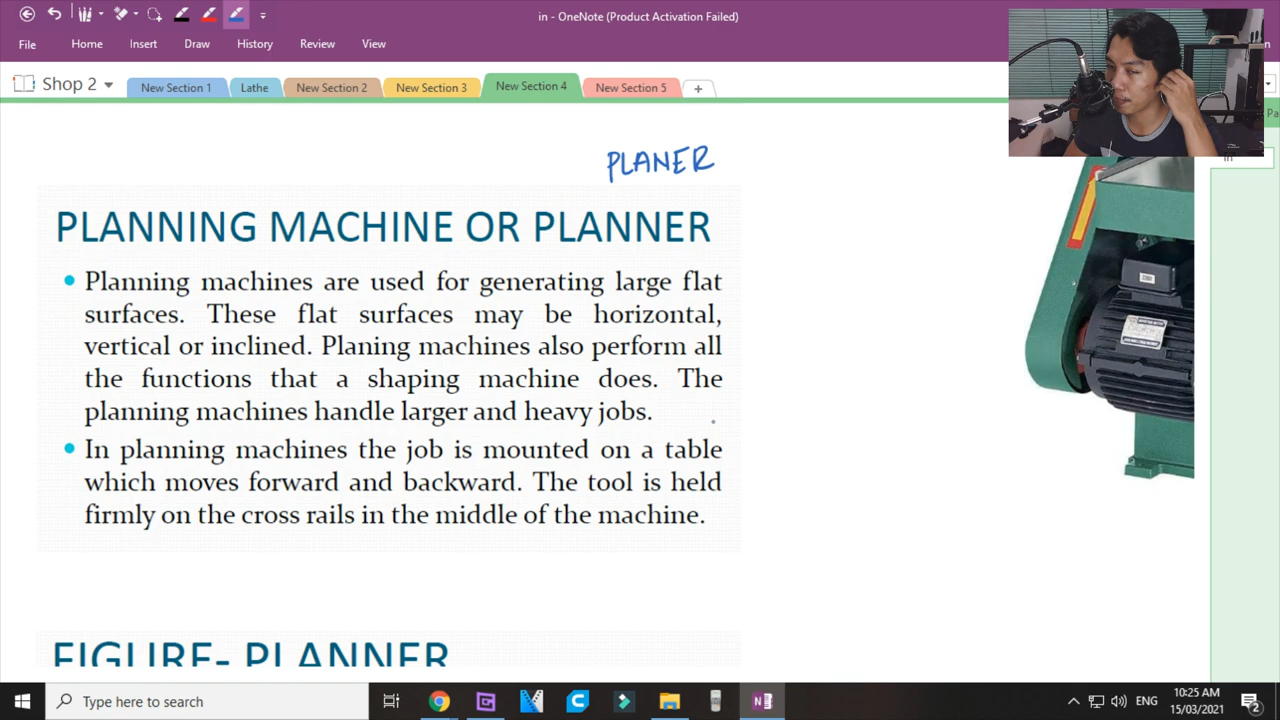 in - OneNote (Product Activation Failed)
File Home Insert Draw History Review View
Shop 2 New Section 1 Lathe New Section 2 New Section 3 New Section 4 New Section 5 +
PLANER
PLANNING MACHINE OR PLANNER
Planning machines are used for generating large flat
surfaces. These flat surfaces may be horizontal,
vertical or inclined. Planing machines also perform all
the functions that a shaping machine does. The
planning machines handle larger and heavy jobs.
In planning machines the job is mounted on a table
which moves forward and backward. The tool is held
firmly on the cross rails in the middle of the machine.
FIGURE- PLANNER
Type here to search
ENG
10:25 AM
15/03/2021
2